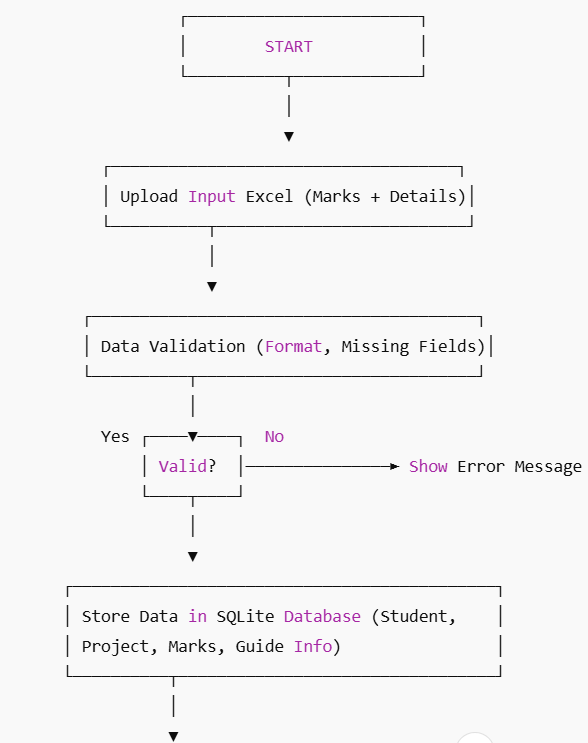 START
Upload Input Excel (Marks + Details)
Data Validation (Format, Missing Fields)
Yes No
Valid? Show Error Message
Store Data in SQLite Database (Student,
Project, Marks, Guide Info)